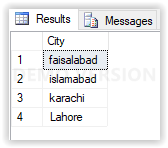 Results Messages
City
1 faisalabad
2 islamabad
3 karachi
4 Lahore